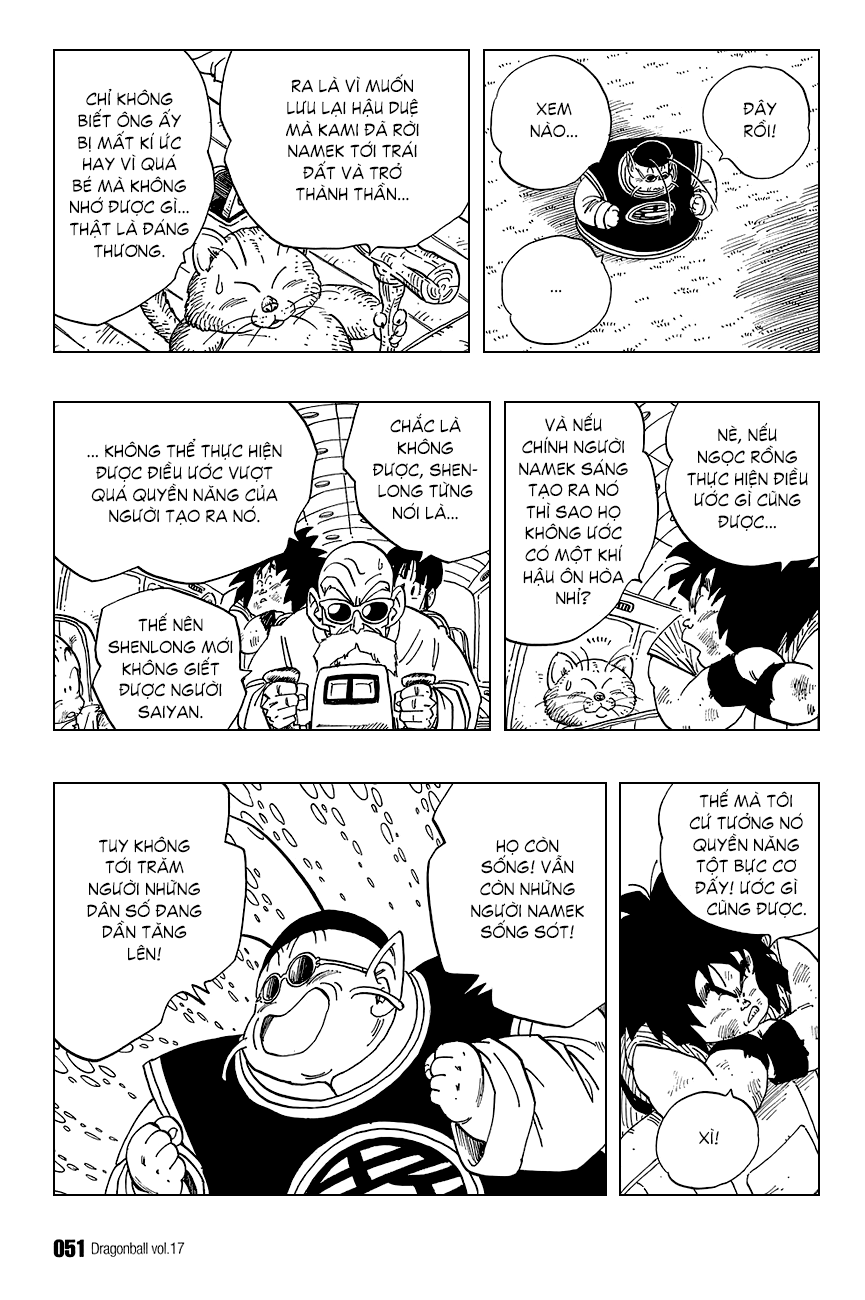 ĐÂY
RỒI!
XEM
NÀO...
...
RA LÀ VÌ MUỐN
LƯU LẠI HẬU DUỆ
MÀ KAMI ĐÃ RỜI
NAMEK TỚI TRÁI
ĐẤT VÀ TRỞ
THÀNH THẦN...
CHỈ KHÔNG
BIẾT ÔNG ẤY
BỊ MẤT KÍ ỨC
HAY VÌ QUÁ
BÉ MÀ KHÔNG
NHỚ ĐƯỢC GÌ...
THẬT LÀ ĐÁNG
THƯƠNG.
NÈ, NẾU
NGỌC RỒNG
THỰC HIỆN ĐIỀU
ƯỚC GÌ CŨNG
ĐƯỢC...
VÀ NẾU
CHÍNH NGƯỜI
NAMEK SÁNG
TẠO RA NÓ
THÌ SAO HỌ
KHÔNG ƯỚC
CÓ MỘT KHÍ
HẬU ÔN HÒA
NHỈ?
CHẮC LÀ
KHÔNG
ĐƯỢC, SHEN-
LONG TỪNG
NÓI LÀ...
... KHÔNG THỂ THỰC HIỆN
ĐƯỢC ĐIỀU ƯỚC VƯỢT
QUÁ QUYỀN NĂNG CỦA
NGƯỜI TẠO RA NÓ.
THẾ NÊN
SHENLONG MỚI
KHÔNG GIẾT
ĐƯỢC NGƯỜI
SAIYAN.
THẾ MÀ TÔI
CỨ TƯỞNG NÓ
QUYỀN NĂNG
TỘT BỰC CƠ
ĐẤY! ƯỚC GÌ
CŨNG ĐƯỢC.
XÌ!
HỌ CÒN
SỐNG! VẪN
CÒN NHỮNG
NGƯỜI NAMEK
SỐNG SÓT!
TUY KHÔNG
TỚI TRĂM
NGƯỜI NHƯNG
DÂN SỐ ĐANG
DẦN TĂNG
LÊN!
051 Dragonball vol.17